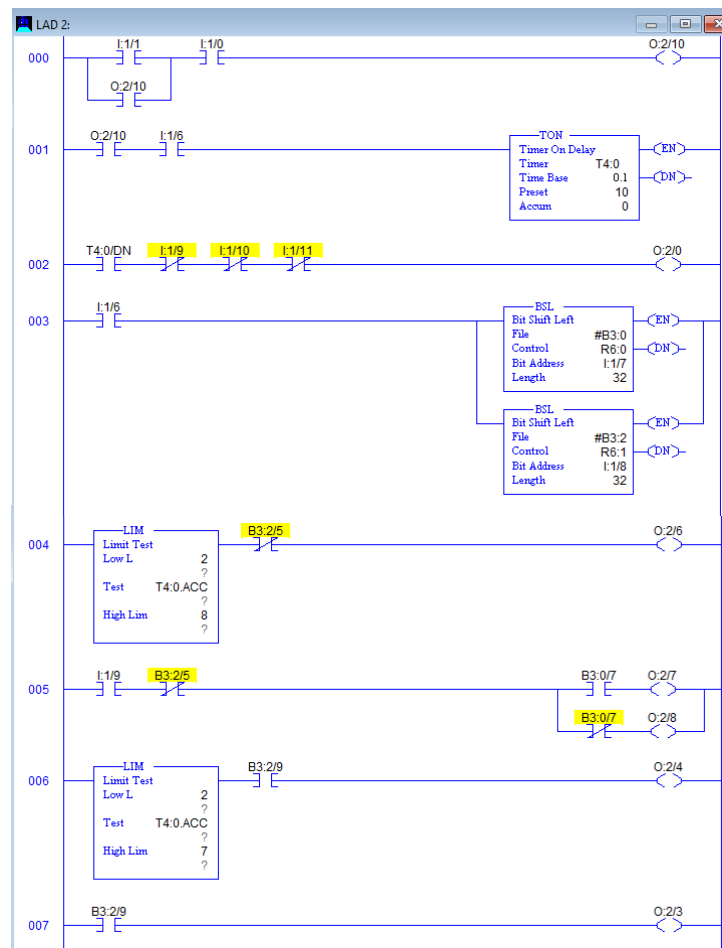 LAD 2:
000 I:1/1 I:1/0 O:2/10
O:2/10
001 O:2/10 I:1/6 TON EN
Timer On Delay
Timer T4:0 DN
Time Base 0.1
Preset 10
Accum 0
002 T4:0/DN I:1/9 I:1/10 I:1/11 O:2/0
003 I:1/6 BSL
Bit Shift Left EN
File #B3:0
Control R6:0 DN
Bit Address I:1/7
Length 32
BSL
Bit Shift Left EN
File #B3:2
Control R6:1 DN
Bit Address I:1/8
Length 32
004 LIM B3:2/5 O:2/6
Limit Test
Low L 2
?
Test T4:0.ACC
?
High Lim 8
?
005 I:1/9 B3:2/5 B3:0/7 O:2/7
B3:0/7 O:2/8
006 LIM B3:2/9 O:2/4
Limit Test
Low L 2
?
Test T4:0.ACC
?
High Lim 7
?
007 B3:2/9 O:2/3